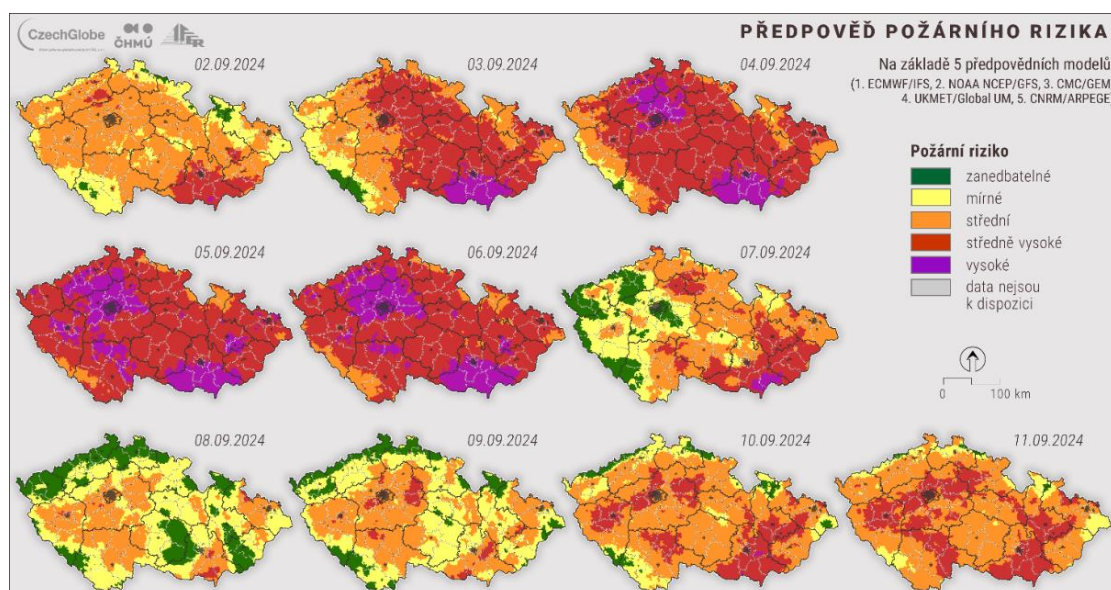 CzechGlobe
ČHMÚ
PŘEDPOVĚĎ POŽÁRNÍHO RIZIKA
Na základě 5 předpovědních modelů
(1. ECMWF/IFS, 2. NOAA NCEP/GFS, 3. CMC/GEM
4. UKMET/Global UM, 5. CNRM/ARPEGE)
02.09.2024
03.09.2024
04.09.2024
Požární riziko
zanedbatelné
mírné
střední
středně vysoké
vysoké
data nejsou
k dispozici
05.09.2024
06.09.2024
07.09.2024
0 100 km
08.09.2024
09.09.2024
10.09.2024
11.09.2024